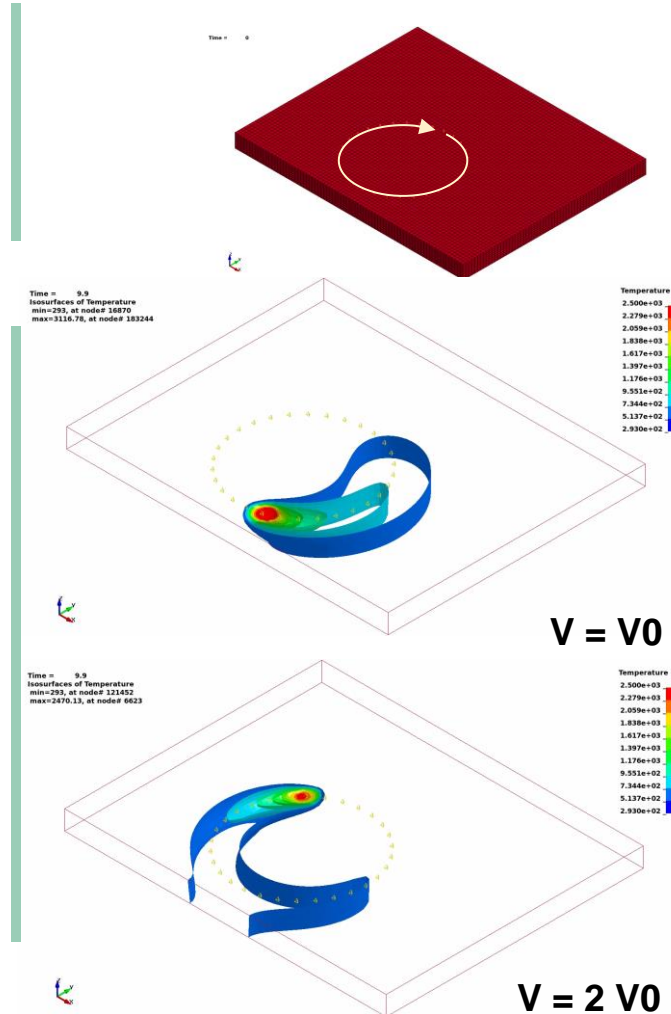 Time = 0
Time = 9.9
Isosurfaces of Temperature
min=293, at node# 16870
max=3116.78, at node# 183244
Temperature
2.500e+03
2.279e+03
2.059e+03
1.838e+03
1.617e+03
1.397e+03
1.176e+03
9.551e+02
7.344e+02
5.137e+02
2.930e+02
V = V0
Time = 9.9
Isosurfaces of Temperature
min=293, at node# 121452
max=2470.13, at node# 6623
Temperature
2.500e+03
2.279e+03
2.059e+03
1.838e+03
1.617e+03
1.397e+03
1.176e+03
9.551e+02
7.344e+02
5.137e+02
2.930e+02
V = 2 V0